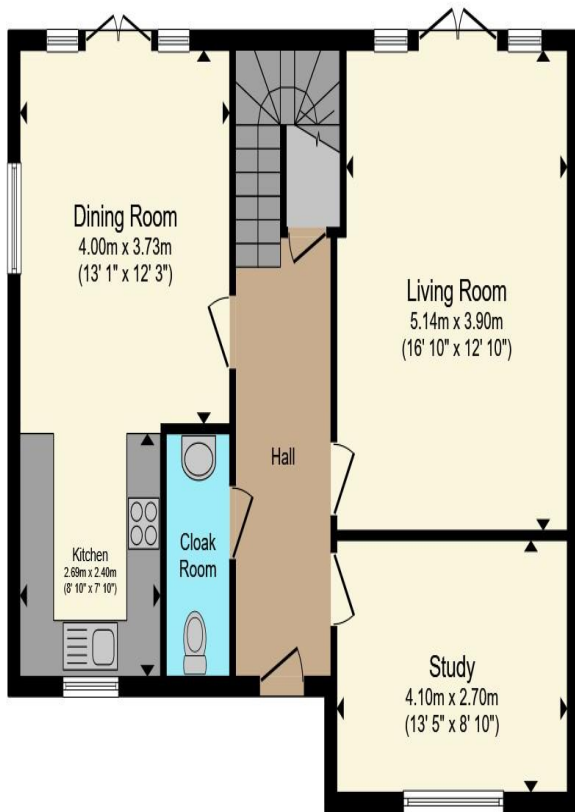 Dining Room
4.00m x 3.73m
(13' 1" x 12' 3")
Living Room
5.14m x 3.90m
(16' 10" x 12' 10")
Hall
Kitchen
2.69m x 2.40m
(8' 10" x 7' 10")
Cloak
Room
Study
4.10m x 2.70m
(13' 5" x 8' 10")